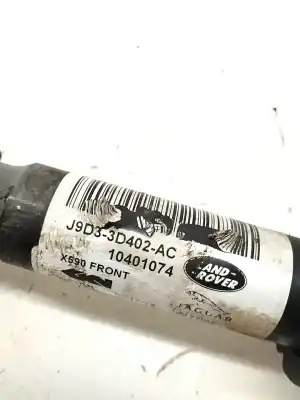 J9D3-3D402-AC
10401074
X590 FRONT
LAND-
ROVER
JAGUAR